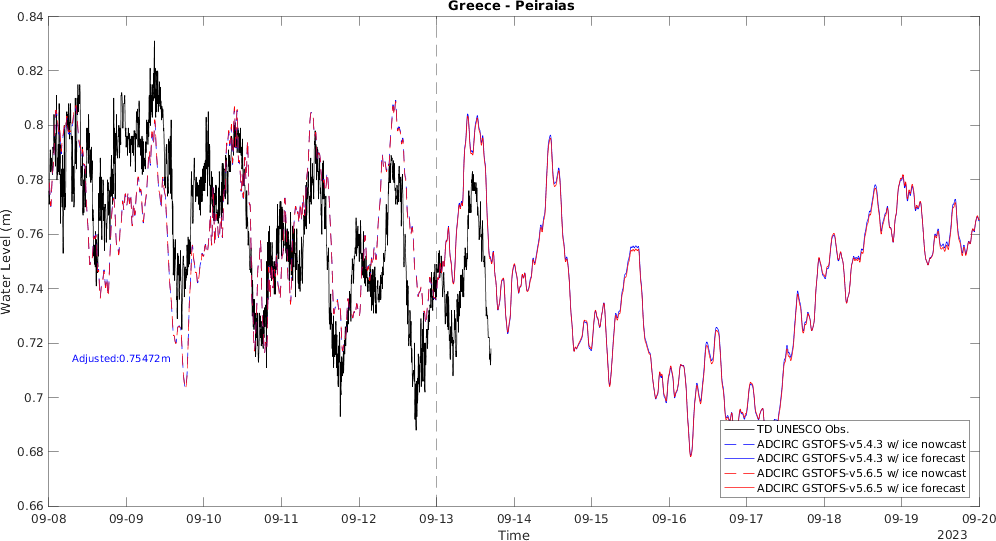 Greece - Peiraias
0.84
0.82
0.8
0.78
0.76
0.74
0.72
0.7
0.68
0.66
Water Level (m)
Adjusted:0.75472m
TD UNESCO Obs.
ADCIRC GSTOFS-v5.4.3 w/ ice nowcast
ADCIRC GSTOFS-v5.4.3 w/ ice forecast
ADCIRC GSTOFS-v5.6.5 w/ ice nowcast
ADCIRC GSTOFS-v5.6.5 w/ ice forecast
09-08 09-09 09-10 09-11 09-12 09-13 09-14 09-15 09-16 09-17 09-18 09-19 09-20
Time
2023